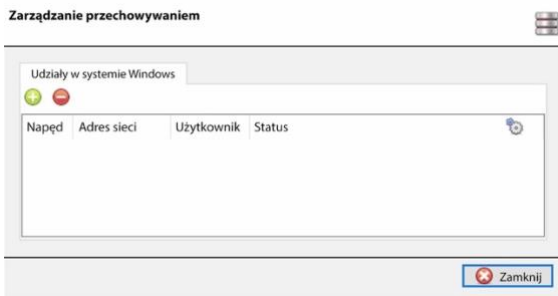 Zarządzanie przechowywaniem
Udziały w systemie Windows
Napęd Adres sieci Użytkownik Status
Zamknij